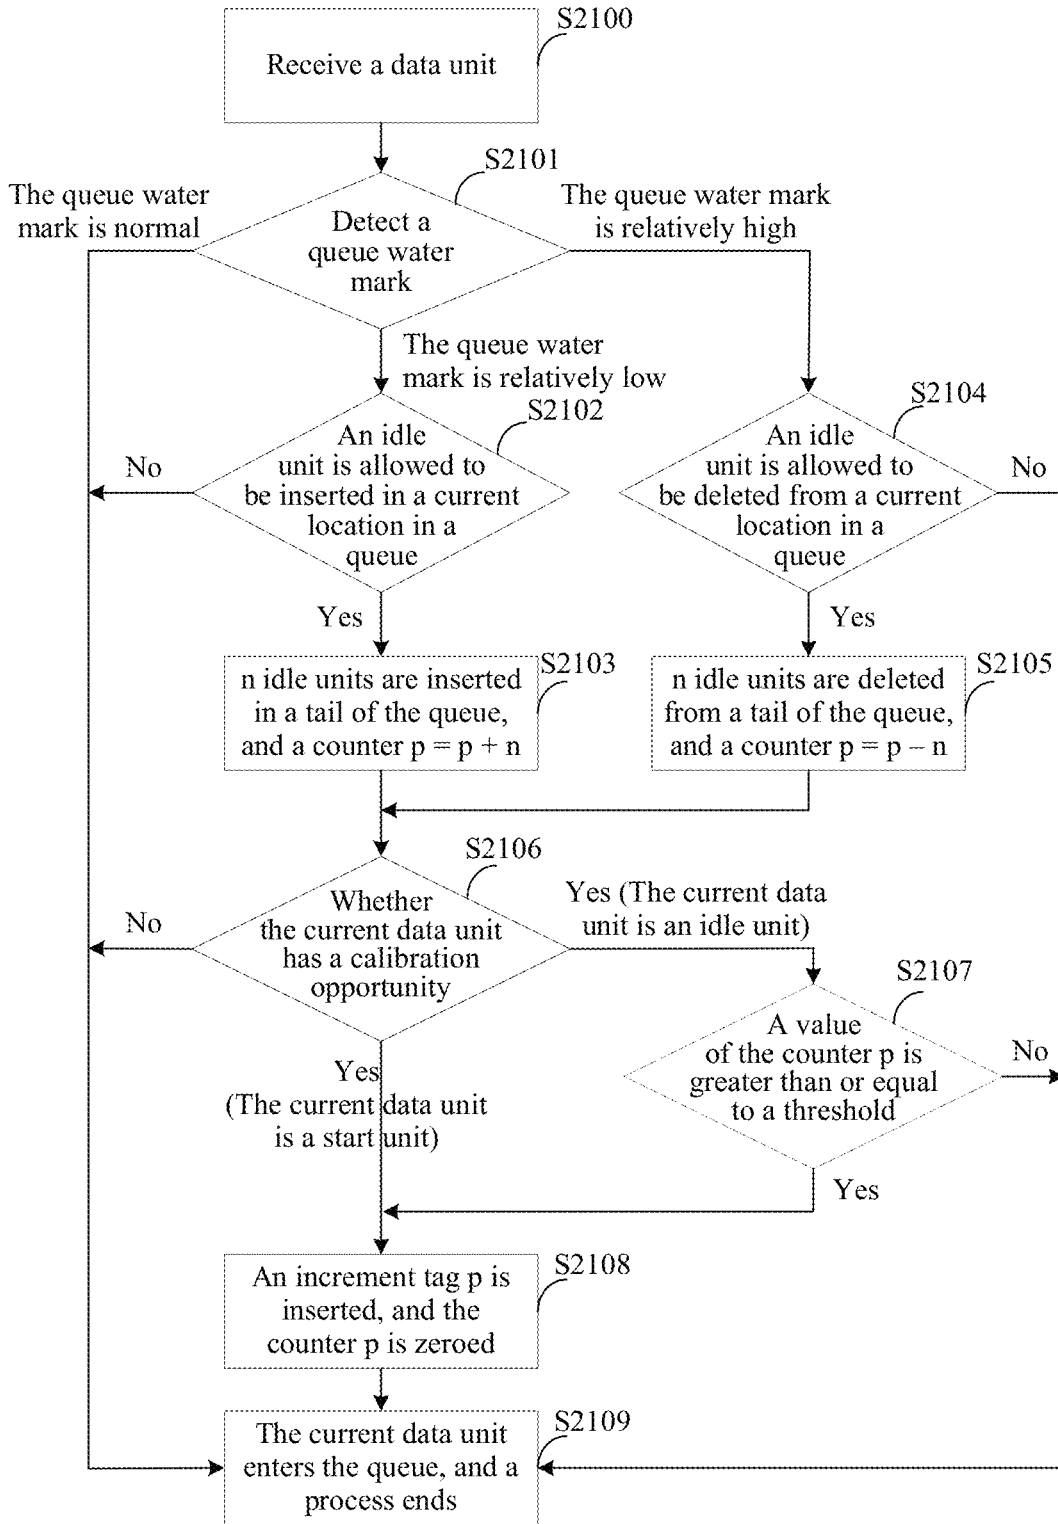 S2100
Receive a data unit
S2101
The queue water
mark is normal
Detect a
queue water
mark
The queue water mark
is relatively high
The queue water
mark is relatively low
S2102
An idle
unit is allowed to
be inserted in a current
location in a
queue
No
Yes
S2104
An idle
unit is allowed to
be deleted from a current
location in a
queue
No
Yes
S2103
n idle units are inserted
in a tail of the queue,
and a counter p = p + n
S2105
n idle units are deleted
from a tail of the queue,
and a counter p = p – n
S2106
Whether
the current data unit
has a calibration
opportunity
No
Yes (The current data
unit is an idle unit)
S2107
A value
of the counter p is
greater than or equal
to a threshold
No
Yes
Yes
(The current data unit
is a start unit)
S2108
An increment tag p is
inserted, and the
counter p is zeroed
S2109
The current data unit
enters the queue, and a
process ends